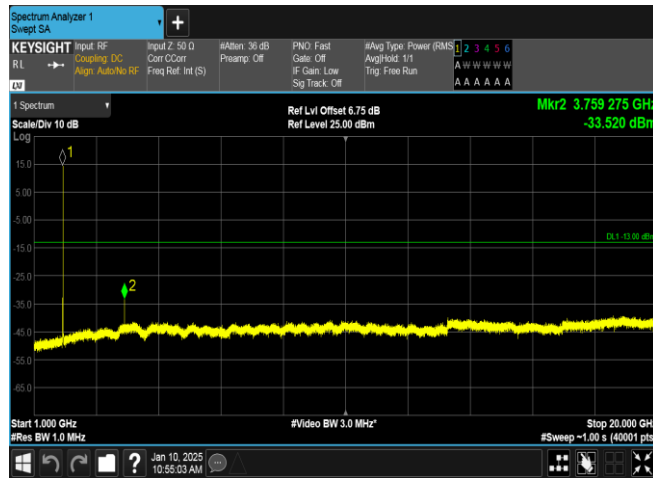 Spectrum Analyzer 1
Swept SA
KEYSIGHT
RL
LXI
Input: RF
Coupling: DC
Align: Auto/No RF
Input Z: 50 Ω
Corr CCorr
Freq Ref: Int (S)
#Atten: 36 dB
Preamp: Off
PNO: Fast
Gate: Off
IF Gain: Low
Sig Track: Off
#Avg Type: Power (RMS
Avg|Hold: 1/1
Trig: Free Run
1 2 3 4 5 6
A W W W W W
A A A A A A
1 Spectrum
Scale/Div 10 dB
Log
Ref Lvl Offset 6.75 dB
Ref Level 25.00 dBm
Mkr2 3.759 275 GHz
-33.520 dBm
1
15.0
5.00
-5.00
DL1 -13.00 dBm
-15.0
-25.0
2
-35.0
-45.0
-55.0
-65.0
Start 1.000 GHz
#Res BW 1.0 MHz
#Video BW 3.0 MHz*
Stop 20.000 GHz
#Sweep ~1.00 s (40001 pts
?
Jan 10, 2025
10:55:03 AM